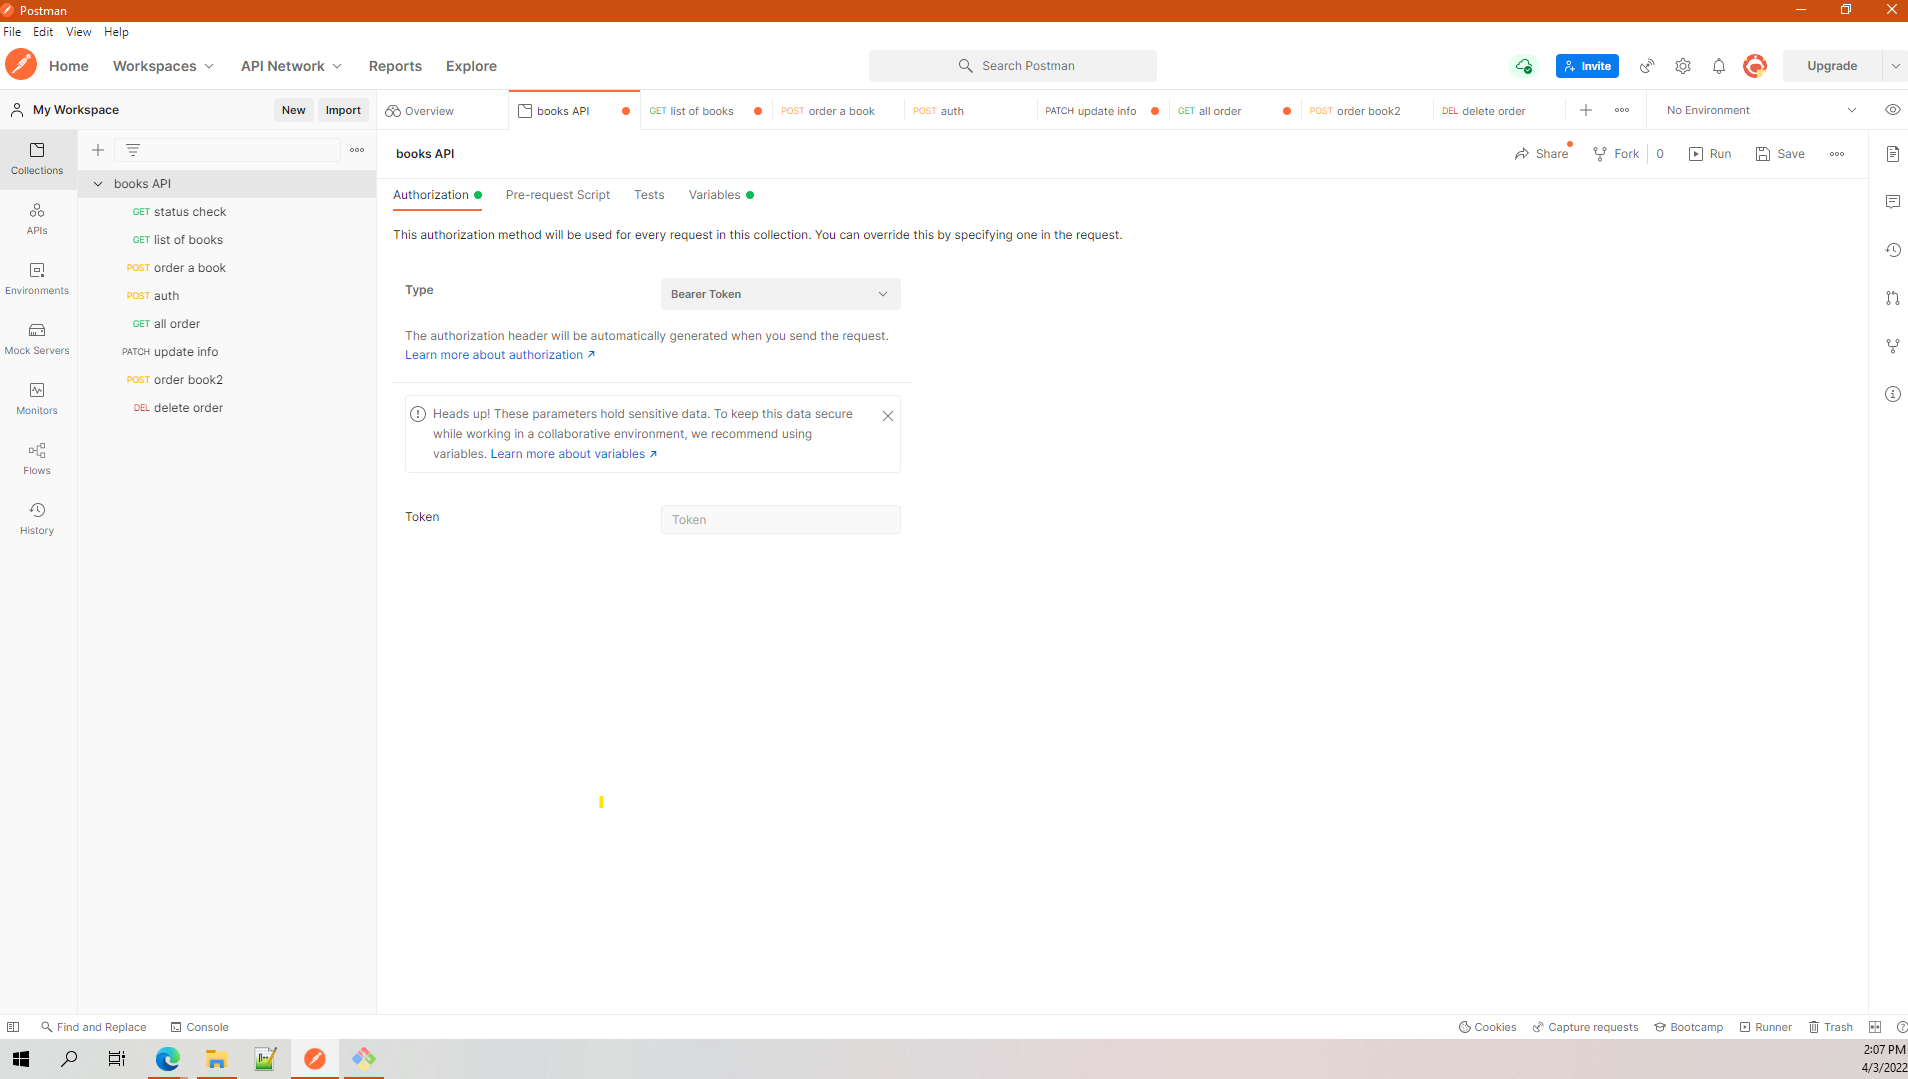 Postman
File Edit View Help
Home Workspaces API Network Reports Explore Search Postman Invite Upgrade
My Workspace New Import Overview books API GET list of books POST order a book POST auth PATCH update info GET all order POST order book2 DEL delete order No Environment
books API Share Fork 0 Run Save
Collections
APIs
Environments
Mock Servers
Monitors
Flows
History
books API
GET status check
GET list of books
POST order a book
POST auth
GET all order
PATCH update info
POST order book2
DEL delete order
Authorization Pre-request Script Tests Variables
This authorization method will be used for every request in this collection. You can override this by specifying one in the request.
Type Bearer Token
The authorization header will be automatically generated when you send the request.
Learn more about authorization ↗
Heads up! These parameters hold sensitive data. To keep this data secure
while working in a collaborative environment, we recommend using
variables. Learn more about variables ↗
Token Token
Find and Replace Console Cookies Capture requests Bootcamp Runner Trash
2:07 PM
4/3/2022